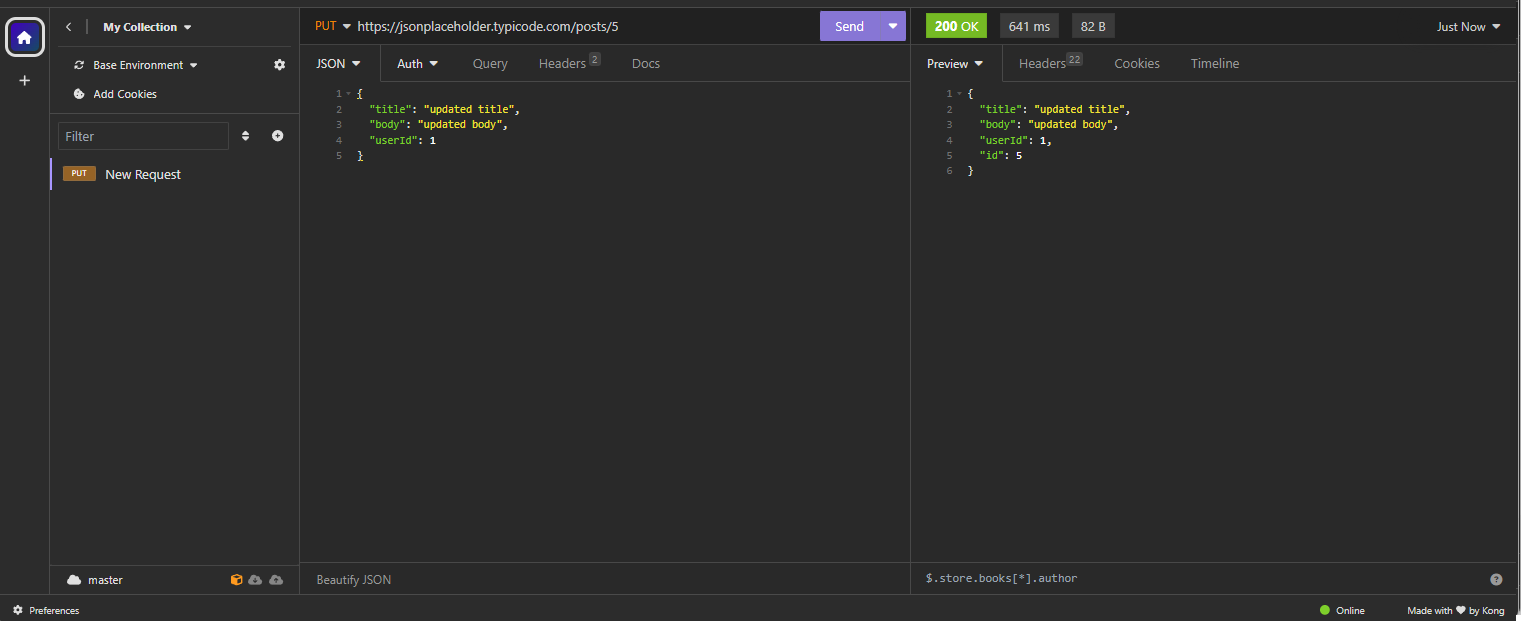 My Collection
Base Environment
Add Cookies
Filter
PUT New Request
master
Preferences
PUT https://jsonplaceholder.typicode.com/posts/5 Send
JSON Auth Query Headers 2 Docs
1 {
2 "title": "updated title",
3 "body": "updated body",
4 "userId": 1
5 }
Beautify JSON
200 OK 641 ms 82 B Just Now
Preview Headers 22 Cookies Timeline
1 {
2 "title": "updated title",
3 "body": "updated body",
4 "userId": 1,
5 "id": 5
6 }
$.store.books[*].author ?
Online Made with ♥ by Kong